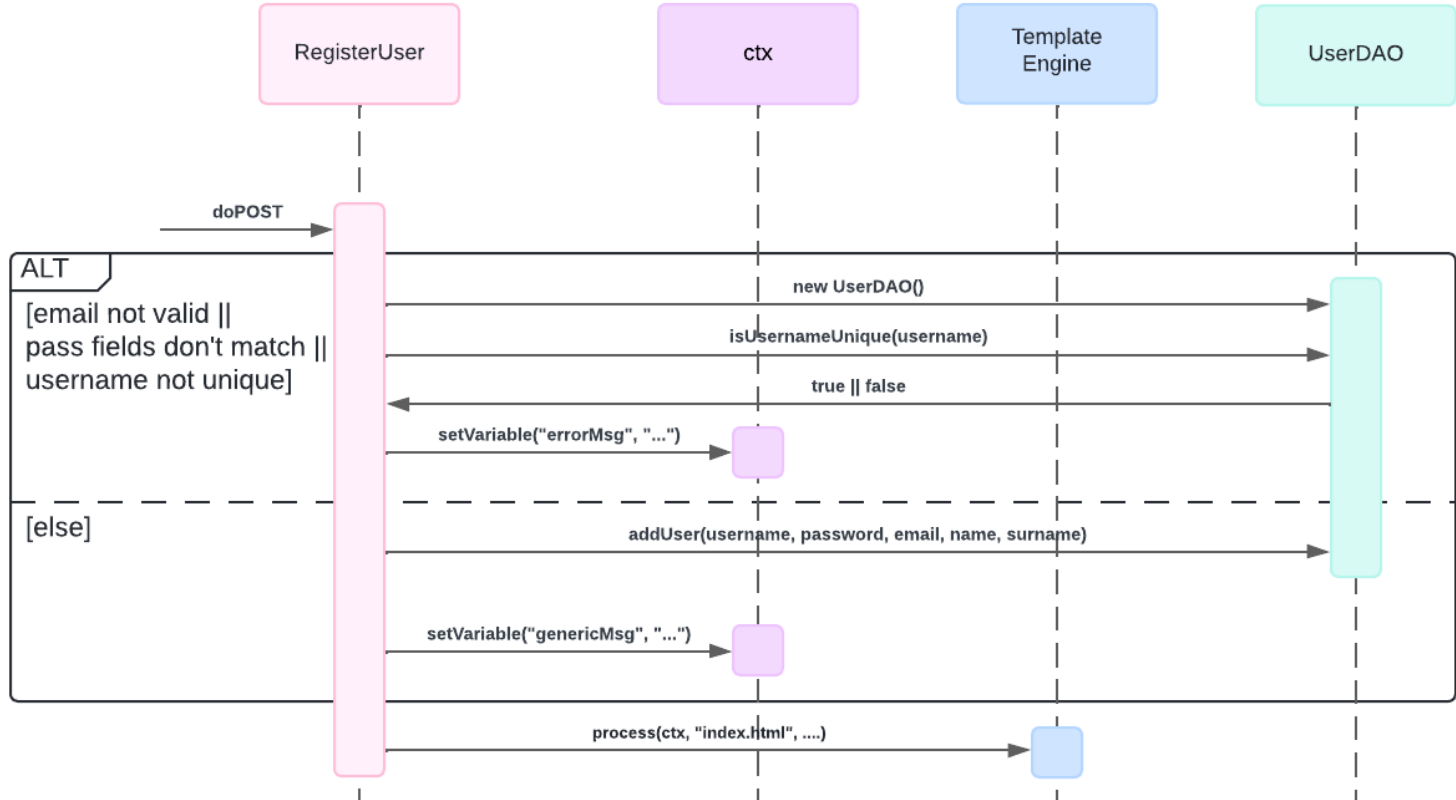 RegisterUser
ctx
Template
Engine
UserDAO
doPOST
ALT
[email not valid ||
pass fields don't match ||
username not unique]
new UserDAO()
isUsernameUnique(username)
true || false
setVariable("errorMsg", "...")
[else]
addUser(username, password, email, name, surname)
setVariable("genericMsg", "...")
process(ctx, "index.html", ....)